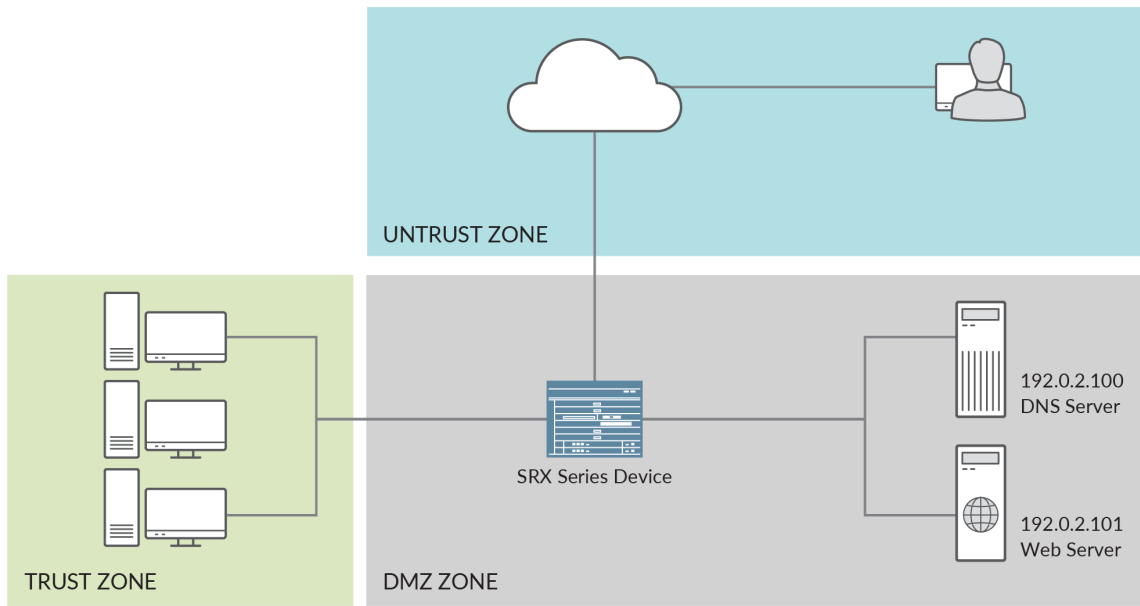 UNTRUST ZONE
192.0.2.100
DNS Server
SRX Series Device
192.0.2.101
Web Server
TRUST ZONE
DMZ ZONE